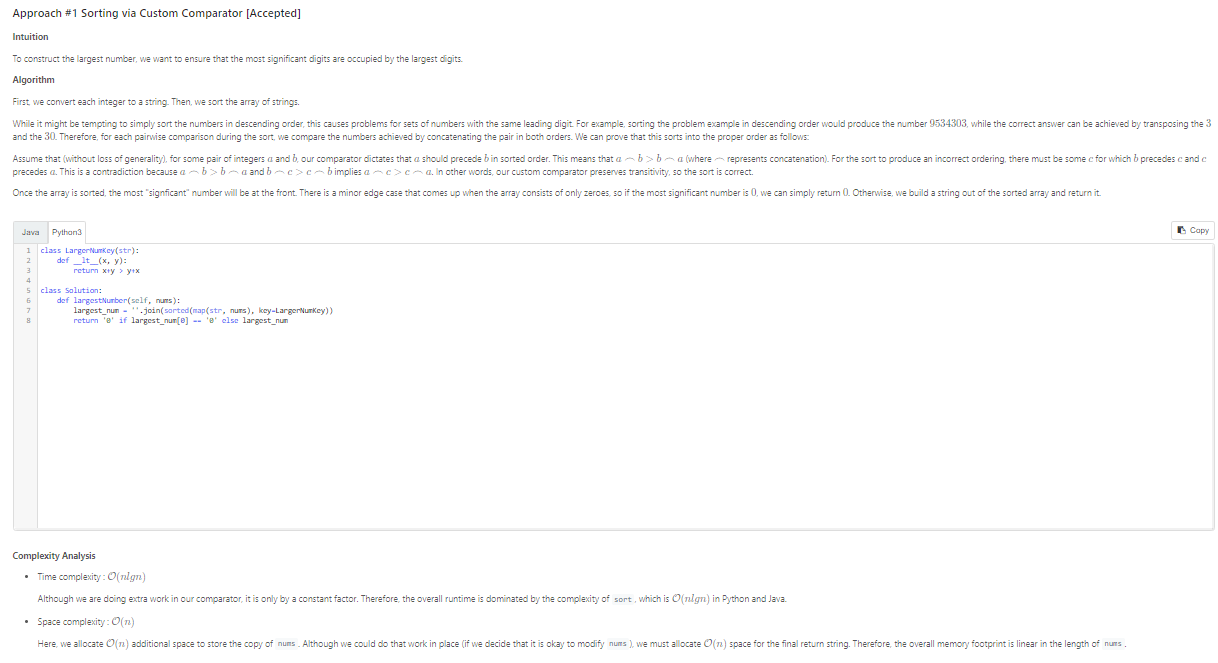 Approach #1 Sorting via Custom Comparator [Accepted]
Intuition
To construct the largest number, we want to ensure that the most significant digits are occupied by the largest digits.
Algorithm
First, we convert each integer to a string. Then, we sort the array of strings.
While it might be tempting to simply sort the numbers in descending order, this causes problems for sets of numbers with the same leading digit. For example, sorting the problem example in descending order would produce the number 9534303, while the correct answer can be achieved by transposing the 3
and the 30. Therefore, for each pairwise comparison during the sort, we compare the numbers achieved by concatenating the pair in both orders. We can prove that this sorts into the proper order as follows:
Assume that (without loss of generality), for some pair of integers a and b, our comparator dictates that a should precede b in sorted order. This means that a ⌢ b > b ⌢ a (where ⌢ represents concatenation). For the sort to produce an incorrect ordering, there must be some c for which b precedes c and c
precedes a. This is a contradiction because a ⌢ b > b ⌢ a and b ⌢ c > c ⌢ b implies a ⌢ c > c ⌢ a. In other words, our custom comparator preserves transitivity, so the sort is correct.
Once the array is sorted, the most "signficant" number will be at the front. There is a minor edge case that comes up when the array consists of only zeroes, so if the most significant number is 0, we can simply return 0. Otherwise, we build a string out of the sorted array and return it.
Java Python3 Copy
1 class LargerNumKey(str):
2 def __lt__(x, y):
3 return x+y > y+x
4
5 class Solution:
6 def largestNumber(self, nums):
7 largest_num = ''.join(sorted(map(str, nums), key=LargerNumKey))
8 return '0' if largest_num[0] == '0' else largest_num
Complexity Analysis
• Time complexity : O(nlgn)
Although we are doing extra work in our comparator, it is only by a constant factor. Therefore, the overall runtime is dominated by the complexity of sort , which is O(nlgn) in Python and Java.
• Space complexity : O(n)
Here, we allocate O(n) additional space to store the copy of nums . Although we could do that work in place (if we decide that it is okay to modify nums ), we must allocate O(n) space for the final return string. Therefore, the overall memory footprint is linear in the length of nums .